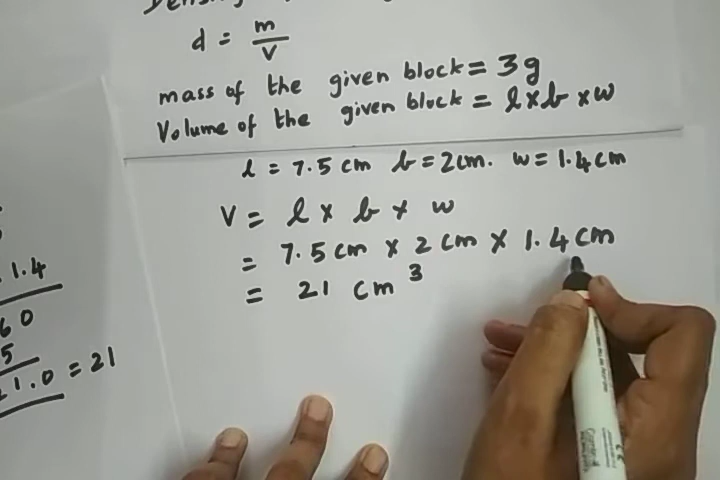 d = m/V
mass of the given block = 3g
Volume of the given block = l x b x w
l = 7.5 cm b = 2cm. w = 1.4cm
V = l x b x w
= 7.5 cm x 2 cm x 1.4 cm
= 21 cm³
1.4
60
5
21.0 = 21